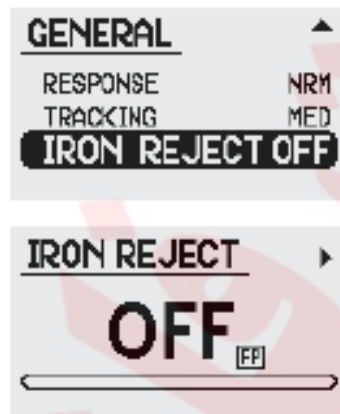 GENERAL
RESPONSE NRM
TRACKING MED
IRON REJECT OFF
IRON REJECT
OFF
FP